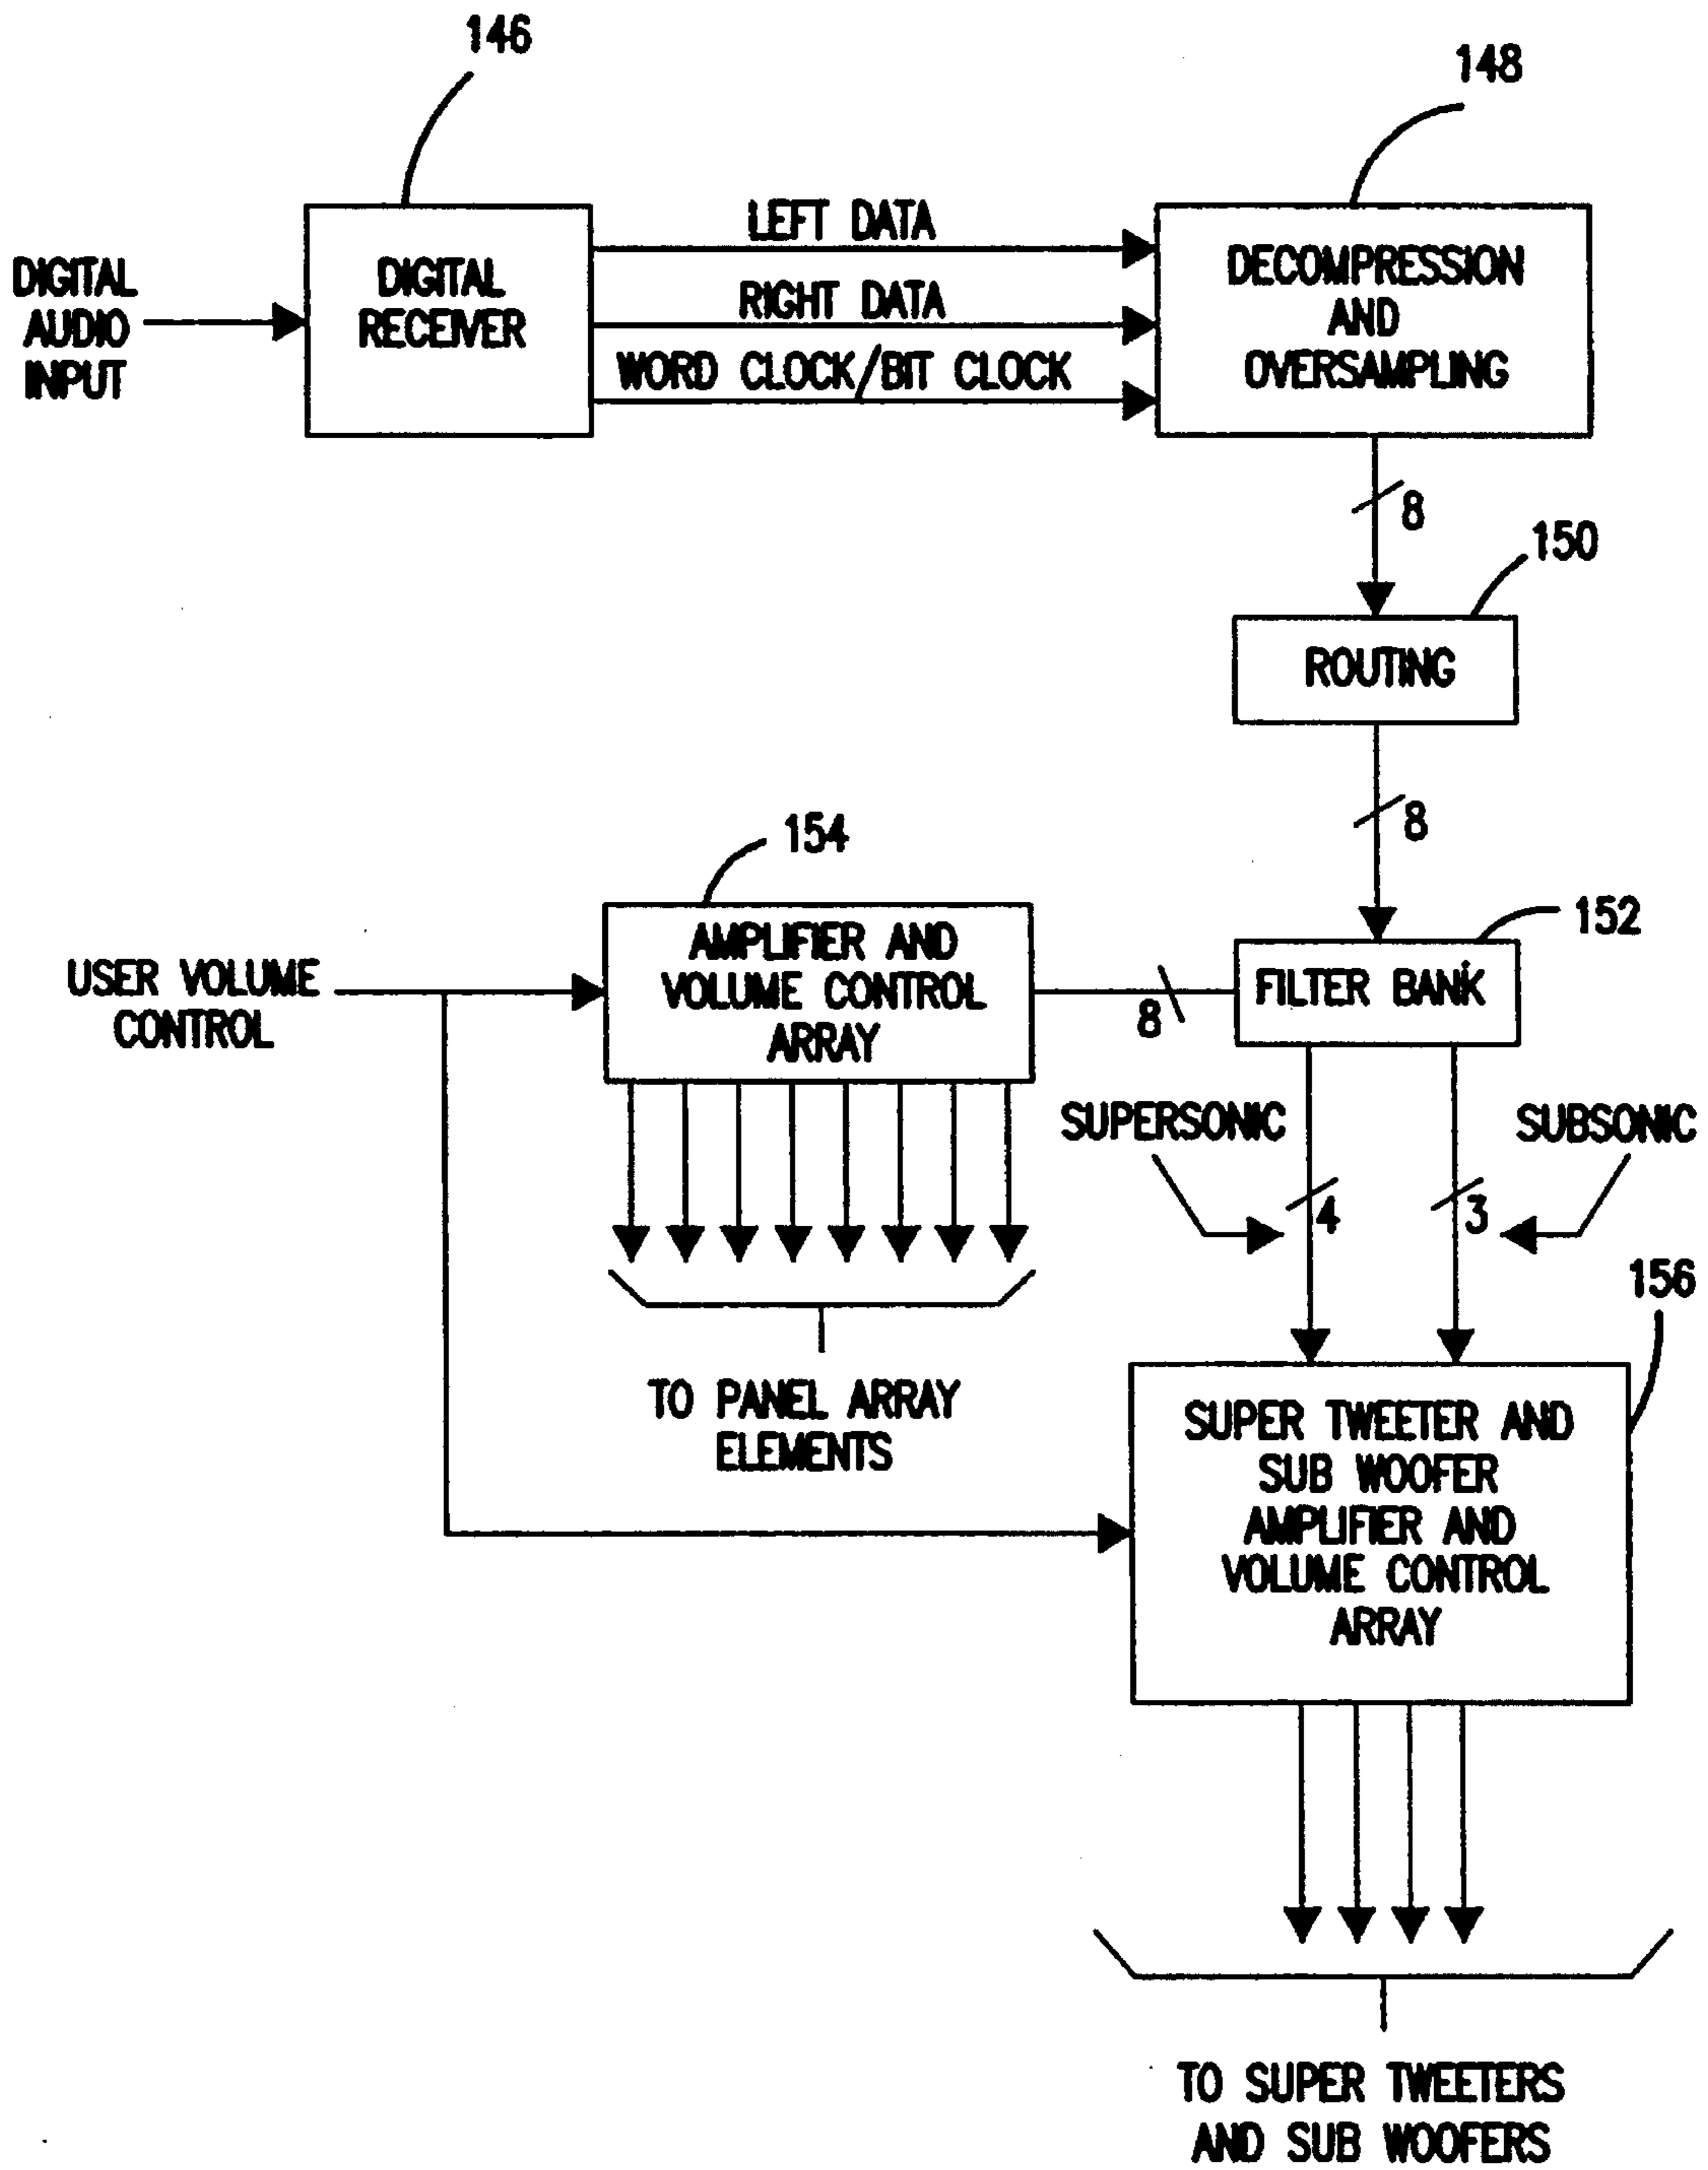 146
148
DIGITAL
AUDIO
INPUT
DIGITAL
RECEIVER
LEFT DATA
RIGHT DATA
WORD CLOCK/BIT CLOCK
DECOMPRESSION
AND
OVERSAMPLING
8
150
ROUTING
8
154
152
USER VOLUME
CONTROL
AMPLIFIER AND
VOLUME CONTROL
ARRAY
8
FILTER BANK
SUPERSONIC
SUBSONIC
4
3
156
TO PANEL ARRAY
ELEMENTS
SUPER TWEETER AND
SUB WOOFER
AMPLIFIER AND
VOLUME CONTROL
ARRAY
TO SUPER TWEETERS
AND SUB WOOFERS